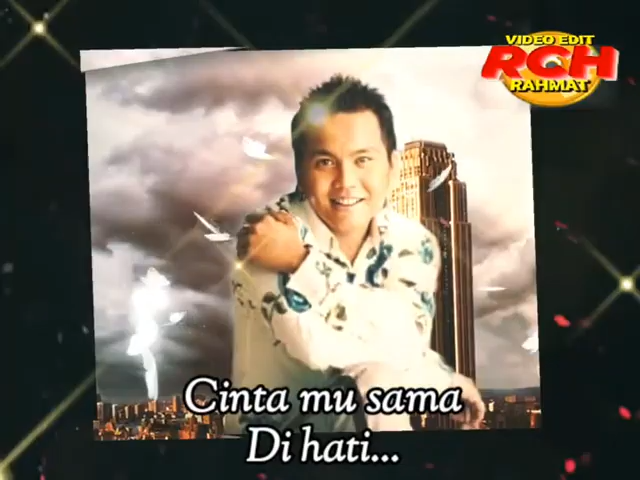 VIDEO EDIT
RCH
RAHMAT
Cinta mu sama
Di hati...